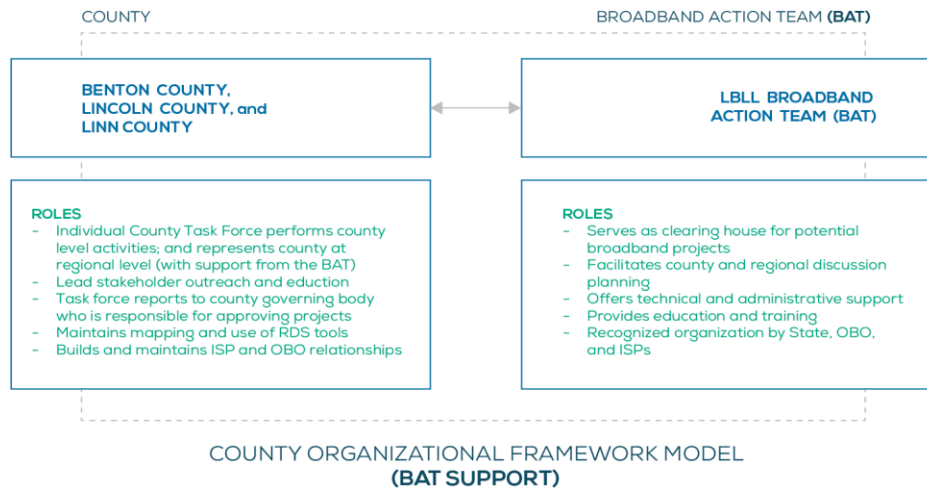 COUNTY
BROADBAND ACTION TEAM (BAT)
BENTON COUNTY,
LINCOLN COUNTY, and
LINN COUNTY
LBLL BROADBAND
ACTION TEAM (BAT)
ROLES
- Individual County Task Force performs county
level activities; and represents county at
regional level (with support from the BAT)
- Lead stakeholder outreach and eduction
- Task force reports to county governing body
who is responsible for approving projects
- Maintains mapping and use of RDS tools
- Builds and maintains ISP and OBO relationships
ROLES
- Serves as clearing house for potential
broadband projects
- Facilitates county and regional discussion
planning
- Offers technical and administrative support
- Provides education and training
- Recognized organization by State, OBO,
and ISPs
COUNTY ORGANIZATIONAL FRAMEWORK MODEL
(BAT SUPPORT)